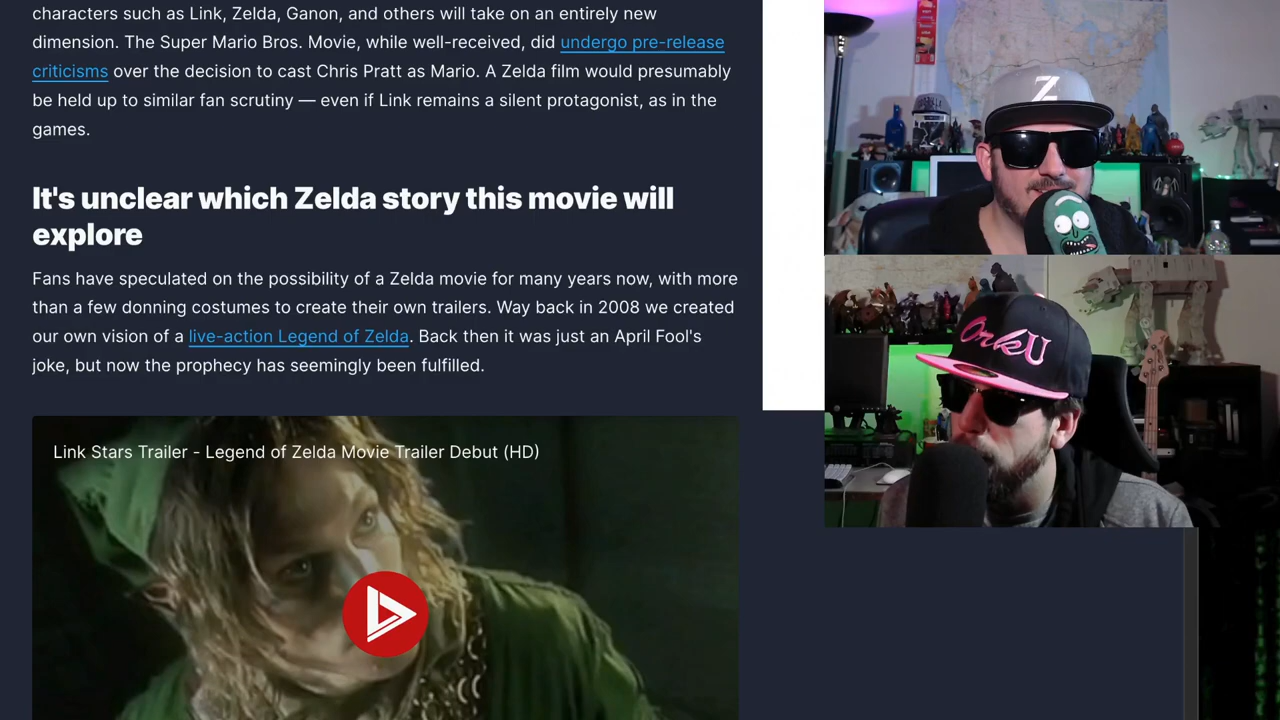 characters such as Link, Zelda, Ganon, and others will take on an entirely new
dimension. The Super Mario Bros. Movie, while well-received, did undergo pre-release
criticisms over the decision to cast Chris Pratt as Mario. A Zelda film would presumably
be held up to similar fan scrutiny — even if Link remains a silent protagonist, as in the
games.
It's unclear which Zelda story this movie will
explore
Fans have speculated on the possibility of a Zelda movie for many years now, with more
than a few donning costumes to create their own trailers. Way back in 2008 we created
our own vision of a live-action Legend of Zelda. Back then it was just an April Fool's
joke, but now the prophecy has seemingly been fulfilled.
Link Stars Trailer - Legend of Zelda Movie Trailer Debut (HD)
Z
OrkU